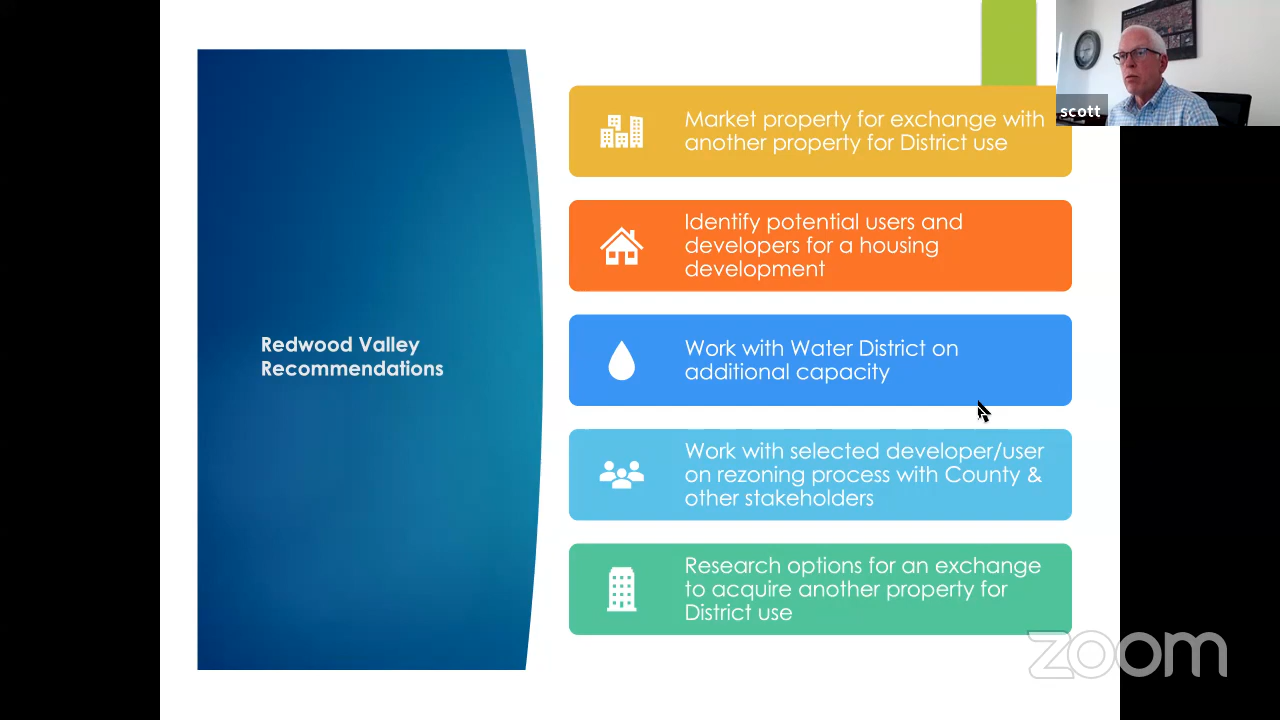 scott
Market property for exchange with
another property for District use
Identify potential users and
developers for a housing
development
Redwood Valley
Recommendations
Work with Water District on
additional capacity
Work with selected developer/user
on rezoning process with County &
other stakeholders
Research options for an exchange
to acquire another property for
District use
zoom